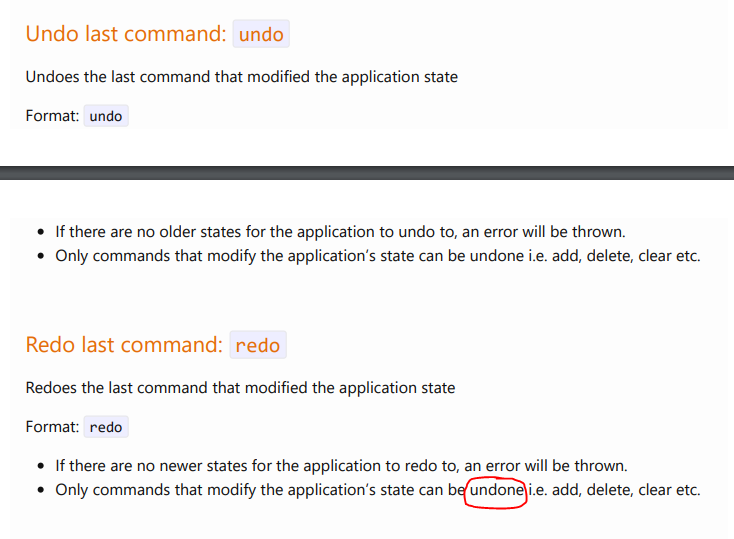 Undo last command: undo
Undoes the last command that modified the application state
Format: undo
If there are no older states for the application to undo to, an error will be thrown.
Only commands that modify the application's state can be undone i.e. add, delete, clear etc.
Redo last command: redo
Redoes the last command that modified the application state
Format: redo
If there are no newer states for the application to redo to, an error will be thrown.
Only commands that modify the application's state can be undone i.e. add, delete, clear etc.